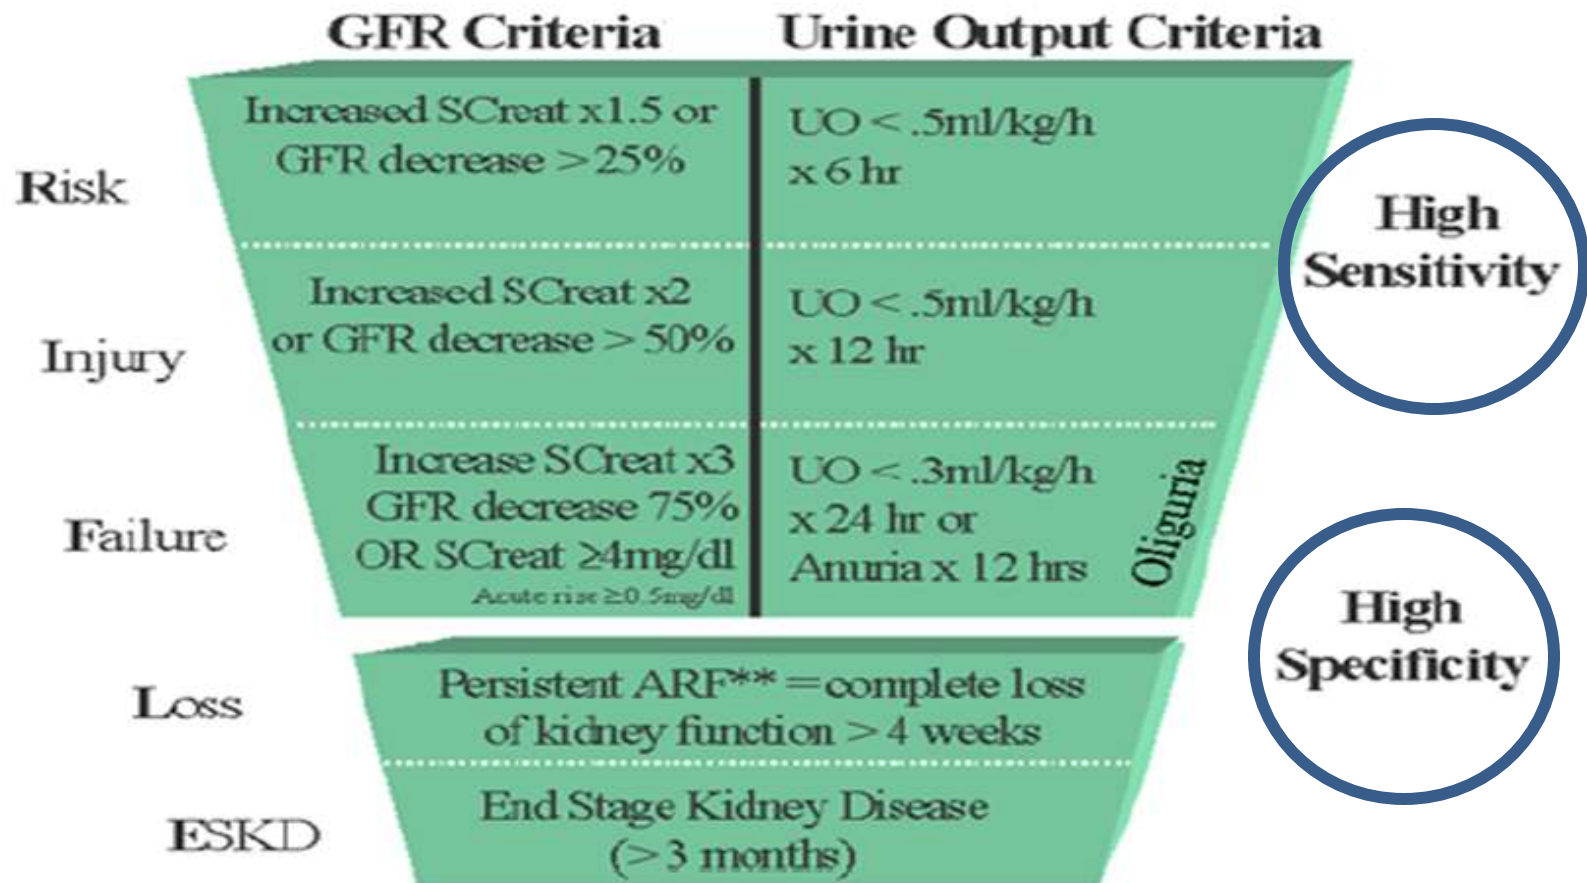 GFR Criteria
Urine Output Criteria
Risk
Increased SCreat x1.5 or
GFR decrease >25%
UO < .5ml/kg/h
x 6 hr
High
Sensitivity
Injury
Increased SCreat x2
or GFR decrease > 50%
UO < .5ml/kg/h
x 12 hr
Failure
Increase SCreat x3
GFR decrease 75%
OR SCreat ≥4mg/dl
Acute rise ≥0.5mg/dl
UO < .3ml/kg/h
x 24 hr or
Anuria x 12 hrs
Oliguria
High
Specificity
Loss
Persistent ARF** = complete loss
of kidney function > 4 weeks
ESKD
End Stage Kidney Disease
(> 3 months)